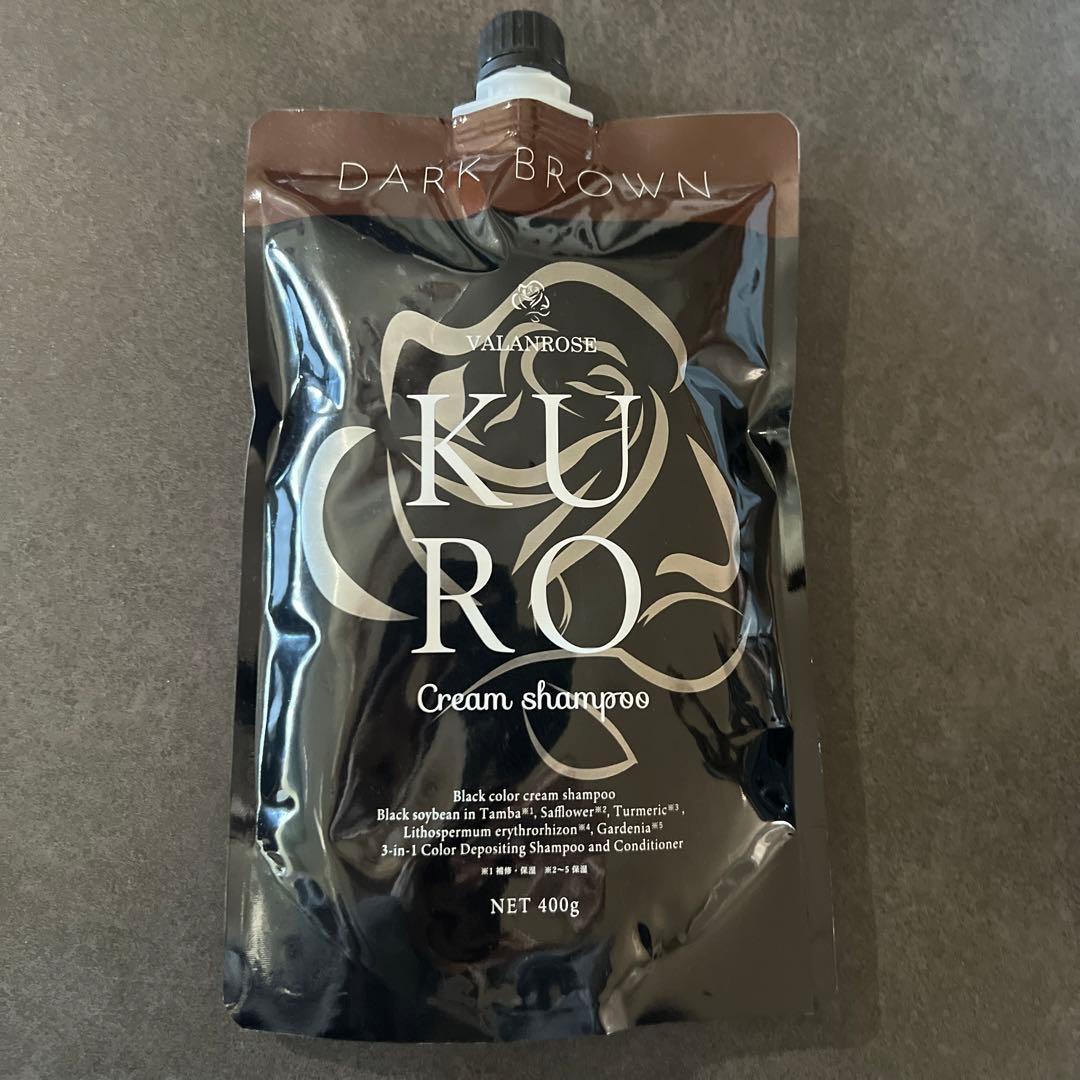 DARK BROWN
VALANROSE
KU
RO
Cream shampoo
Black color cream shampoo
Black soybean in Tamba※1, Safflower※2, Turmeric※3,
Lithospermum erythrorhizon※4, Gardenia※5
3-in-1 Color Depositing Shampoo and Conditioner
※1 補修・保湿 ※2〜5 保湿
NET 400g